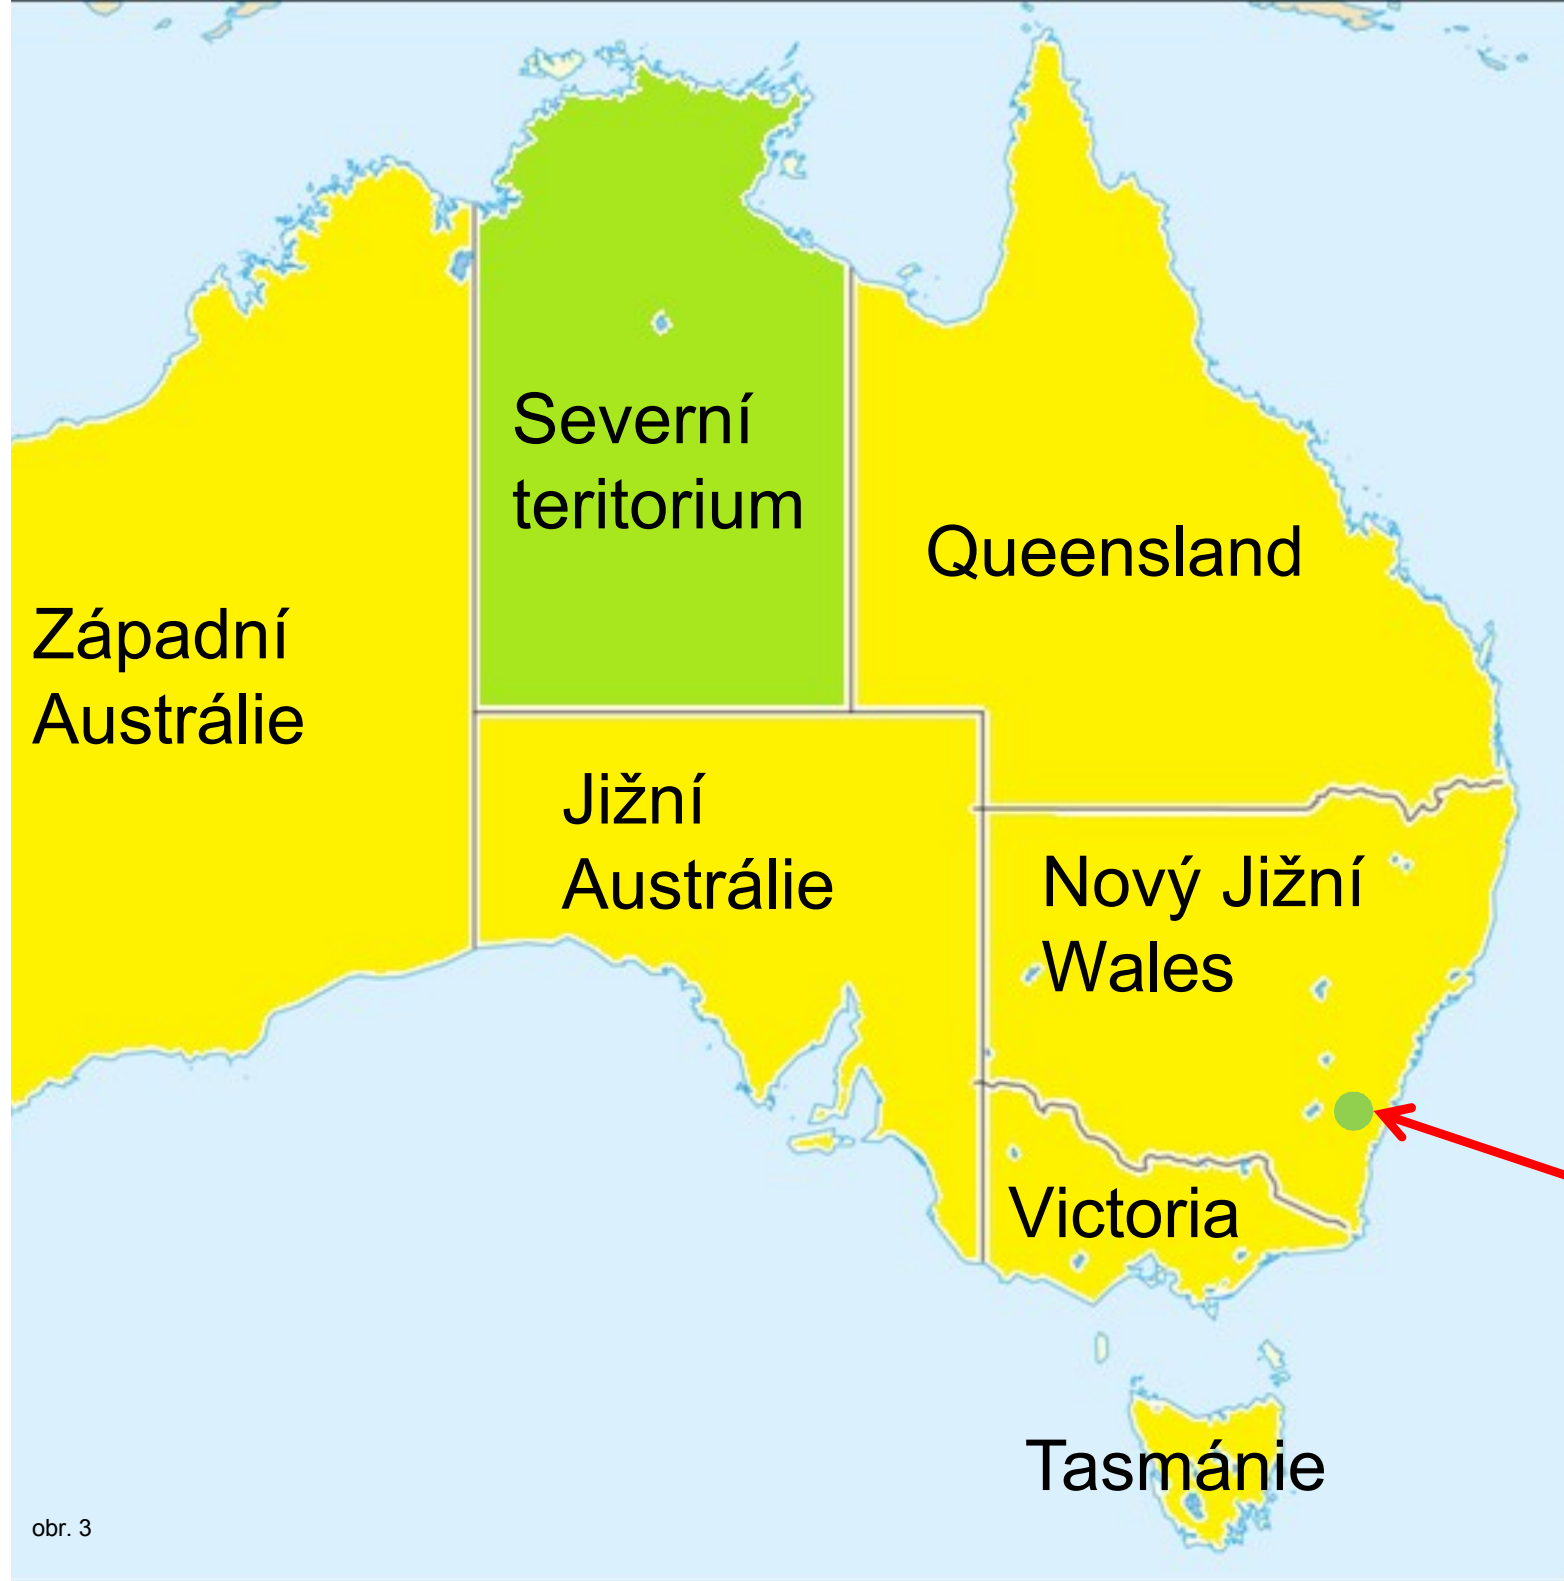 Severní
teritorium
Queensland
Západní
Austrálie
Jižní
Austrálie
Nový Jižní
Wales
Victoria
Tasmánie
obr. 3